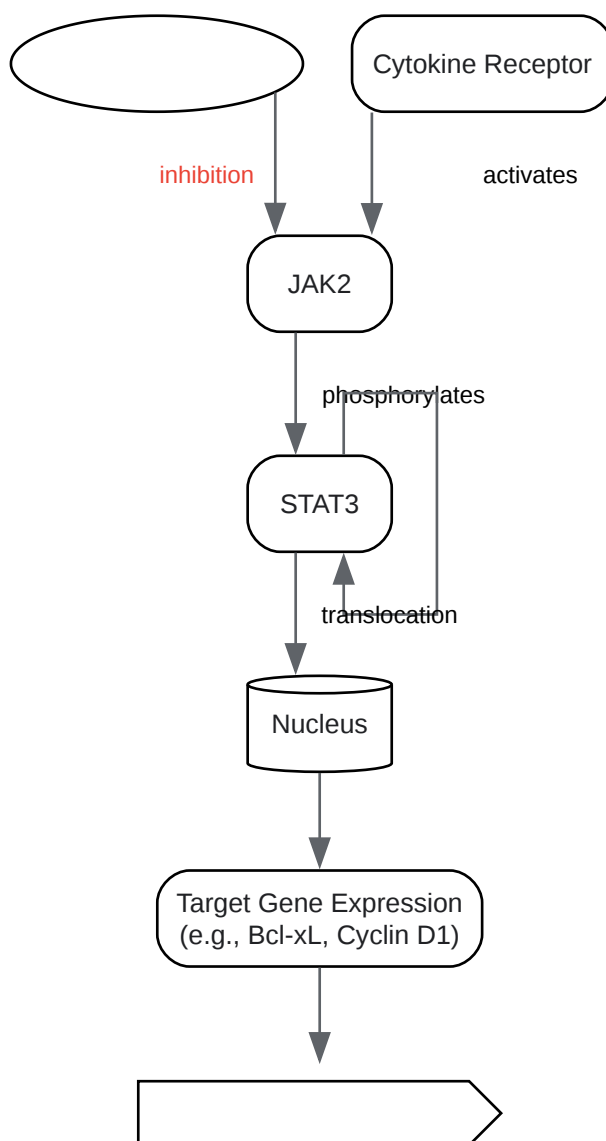 Cytokine Receptor
inhibition
activates
JAK2
phosphorylates
STAT3
translocation
Nucleus
Target Gene Expression
(e.g., Bcl-xL, Cyclin D1)